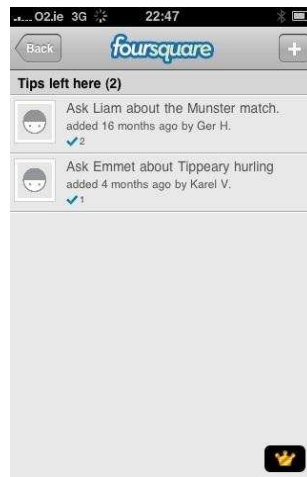 O2.ie 3G 22:47
Back foursquare +
Tips left here (2)
Ask Liam about the Munster match.
added 16 months ago by Ger H.
2
Ask Emmet about Tippeary hurling
added 4 months ago by Karel V.
1